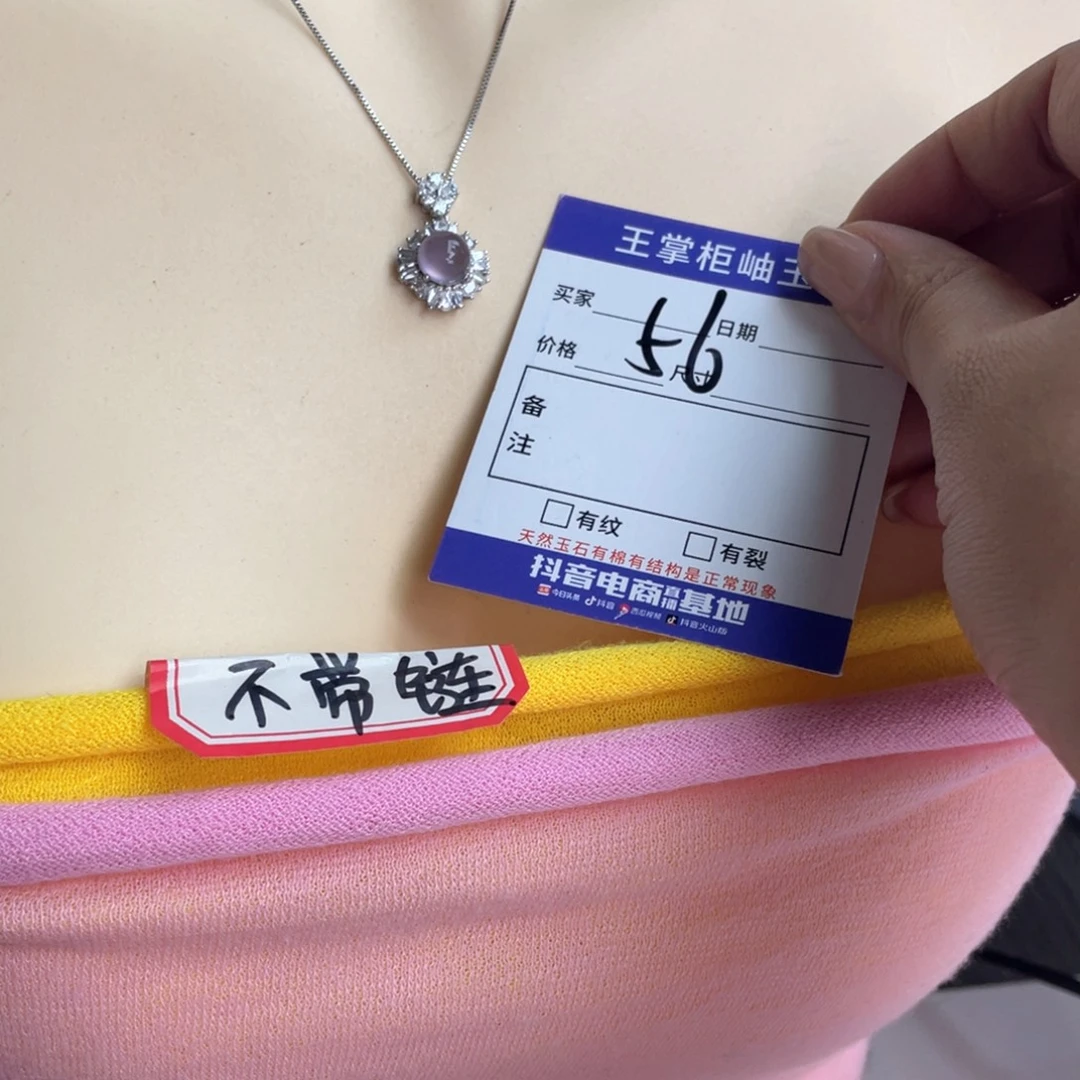 王掌柜岫玉
买家 日期
56
价格 尺寸
备
注
有纹 有裂
天然玉石有棉有结构是正常现象
抖音电商直播基地
今日头条 抖音 西瓜视频 抖音火山版
不带链